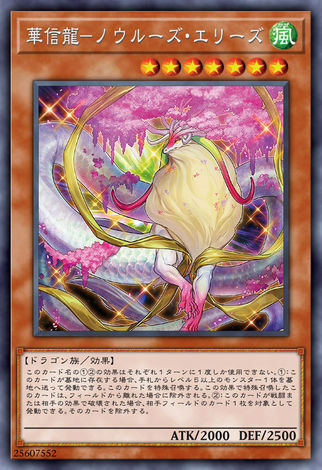 華信龍-ノウルーズ・エリーズ
風
【ドラゴン族/効果】
このカード名の①②の効果はそれぞれ1ターンに1度しか使用できない。①:こ
のカードが墓地に存在する場合、手札からレベル5以上のモンスター1体を墓
地へ送って発動できる。このカードを特殊召喚する。この効果で特殊召喚したこ
のカードは、フィールドから離れた場合に除外される。②:このカードが戦闘ま
たは相手の効果で破壊された場合、相手フィールドのカード1枚を対象として
発動できる。そのカードを除外する。
ATK/2000 DEF/2500
25607552